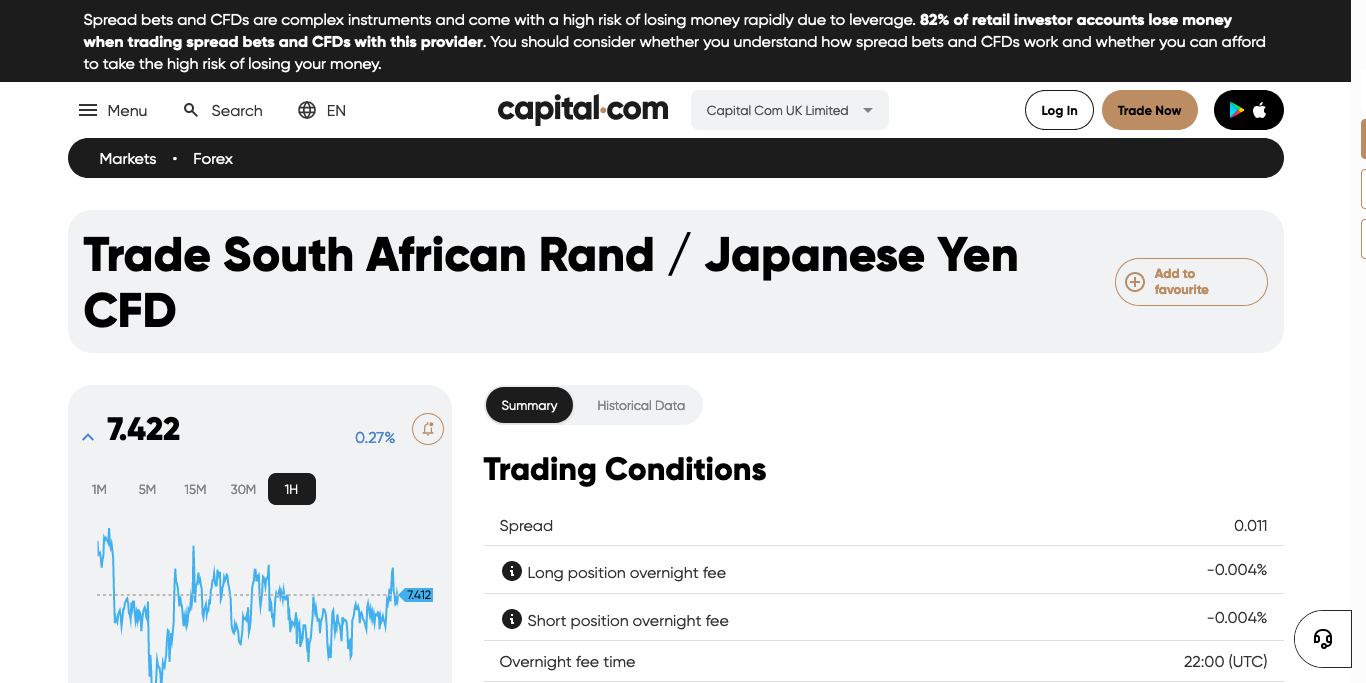 Spread bets and CFDs are complex instruments and come with a high risk of losing money rapidly due to leverage. 82% of retail investor accounts lose money
when trading spread bets and CFDs with this provider. You should consider whether you understand how spread bets and CFDs work and whether you can afford
to take the high risk of losing your money.
Menu Search EN capital.com Capital Com UK Limited Log In Trade Now
Markets • Forex
Trade South African Rand / Japanese Yen
CFD
Add to
favourite
7.422 0.27%
1M 5M 15M 30M 1H
7.412
Summary Historical Data
Trading Conditions
Spread 0.011
Long position overnight fee -0.004%
Short position overnight fee -0.004%
Overnight fee time 22:00 (UTC)